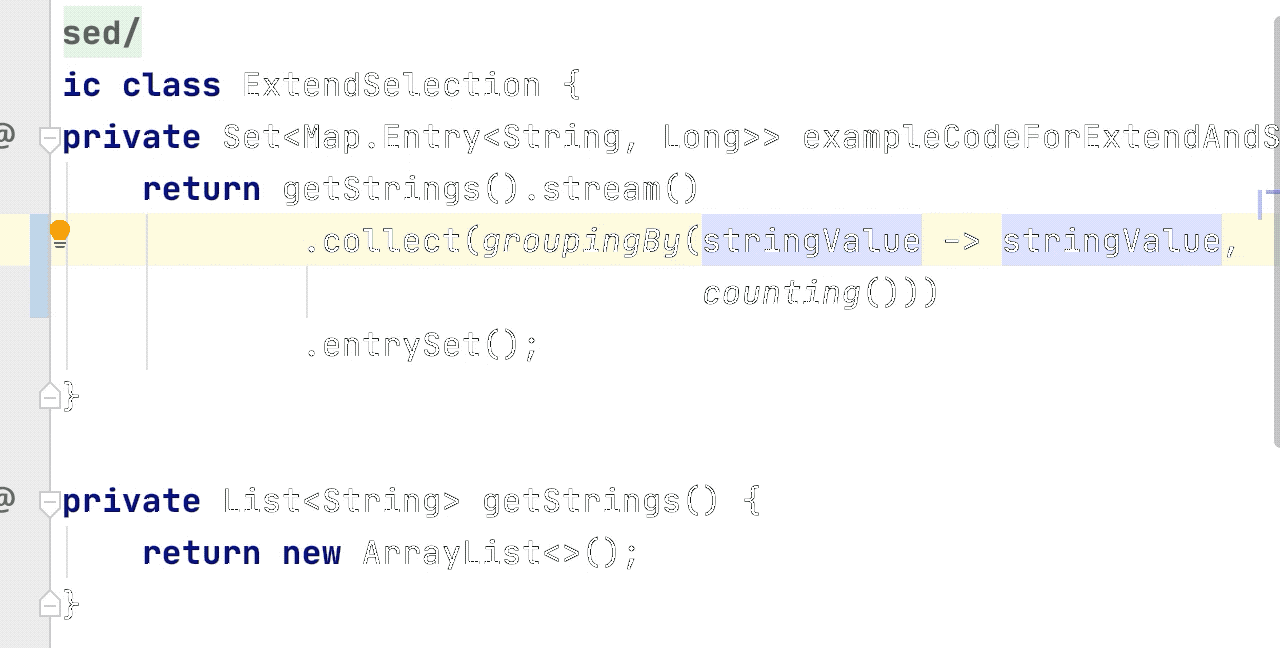 sed/
ic class ExtendSelection {
@ private Set<Map.Entry<String, Long>> exampleCodeForExtendAndS
return getStrings().stream()
.collect(groupingBy(stringValue -> stringValue,
counting()))
.entrySet();
}
@ private List<String> getStrings() {
return new ArrayList<>();
}